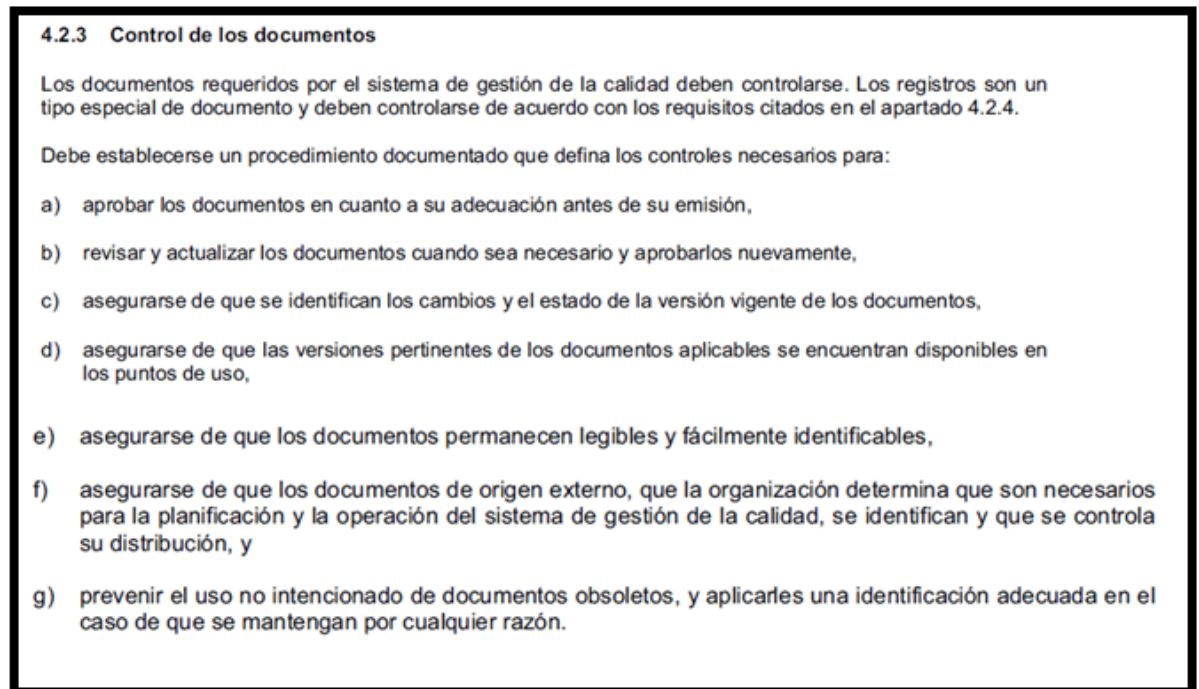 4.2.3 Control de los documentos
Los documentos requeridos por el sistema de gestión de la calidad deben controlarse. Los registros son un
tipo especial de documento y deben controlarse de acuerdo con los requisitos citados en el apartado 4.2.4.
Debe establecerse un procedimiento documentado que defina los controles necesarios para:
a) aprobar los documentos en cuanto a su adecuación antes de su emisión,
b) revisar y actualizar los documentos cuando sea necesario y aprobarlos nuevamente,
c) asegurarse de que se identifican los cambios y el estado de la versión vigente de los documentos,
d) asegurarse de que las versiones pertinentes de los documentos aplicables se encuentran disponibles en
los puntos de uso,
e) asegurarse de que los documentos permanecen legibles y fácilmente identificables,
f) asegurarse de que los documentos de origen externo, que la organización determina que son necesarios
para la planificación y la operación del sistema de gestión de la calidad, se identifican y que se controla
su distribución, y
g) prevenir el uso no intencionado de documentos obsoletos, y aplicarles una identificación adecuada en el
caso de que se mantengan por cualquier razón.